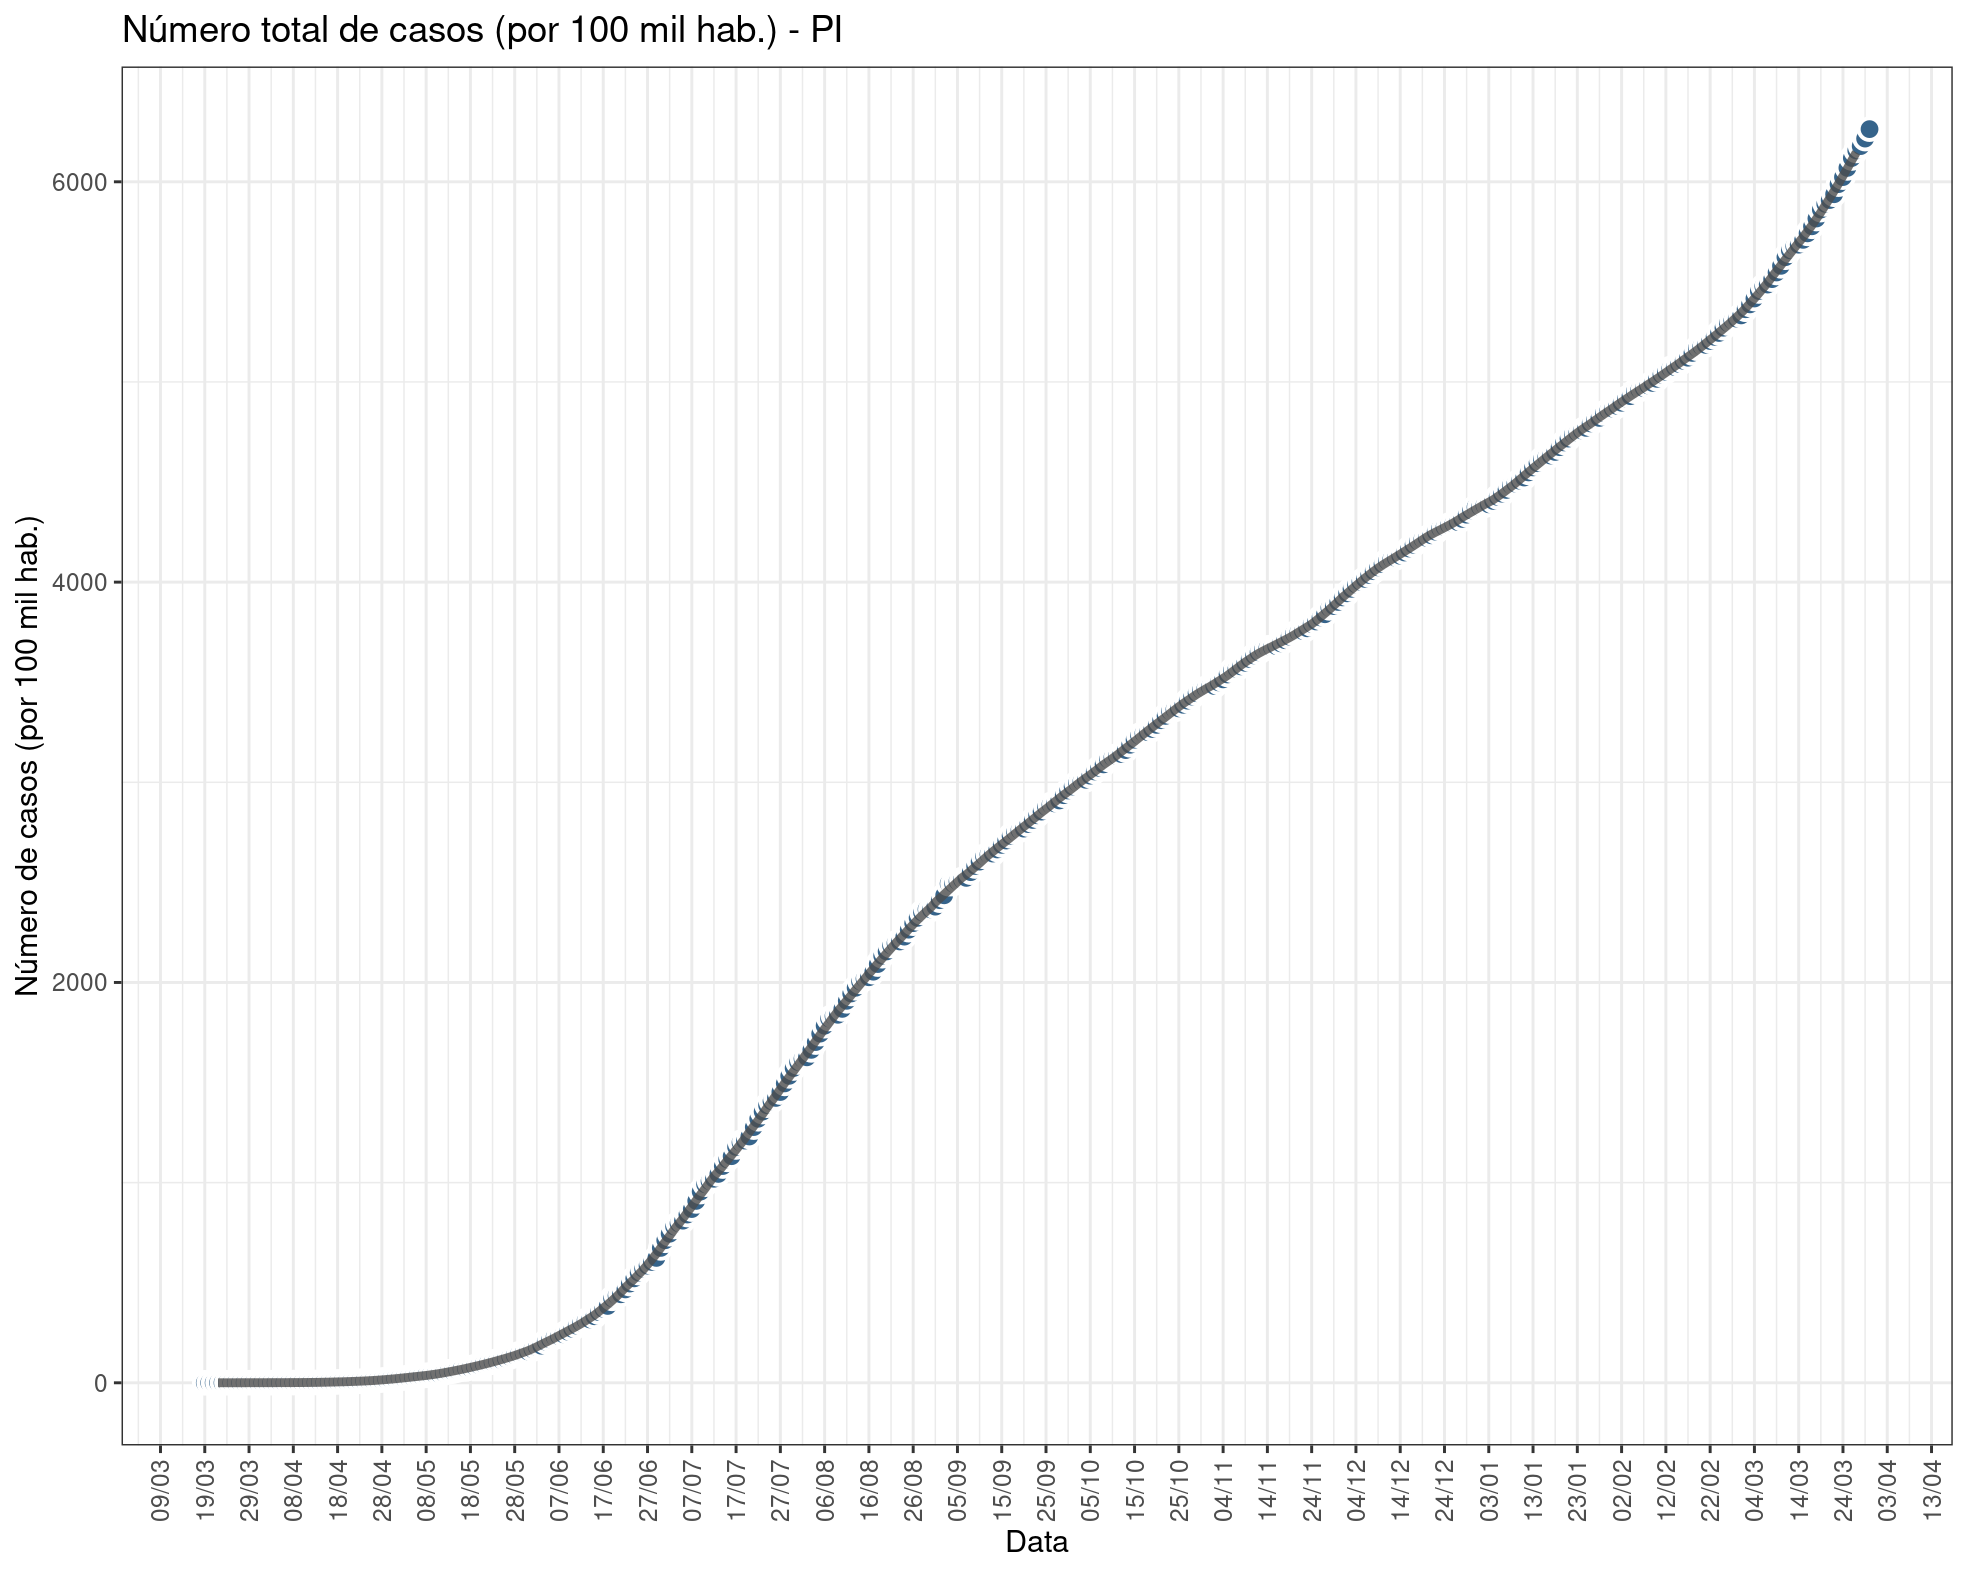 Número total de casos (por 100 mil hab.) - PI
Número de casos (por 100 mil hab.)
6000
4000
2000
0
09/03 19/03 29/03 08/04 18/04 28/04 08/05 18/05 28/05 07/06 17/06 27/06 07/07 17/07 27/07 06/08 16/08 26/08 05/09 15/09 25/09 05/10 15/10 25/10 04/11 14/11 24/11 04/12 14/12 24/12 03/01 13/01 23/01 02/02 12/02 22/02 04/03 14/03 24/03 03/04 13/04
Data